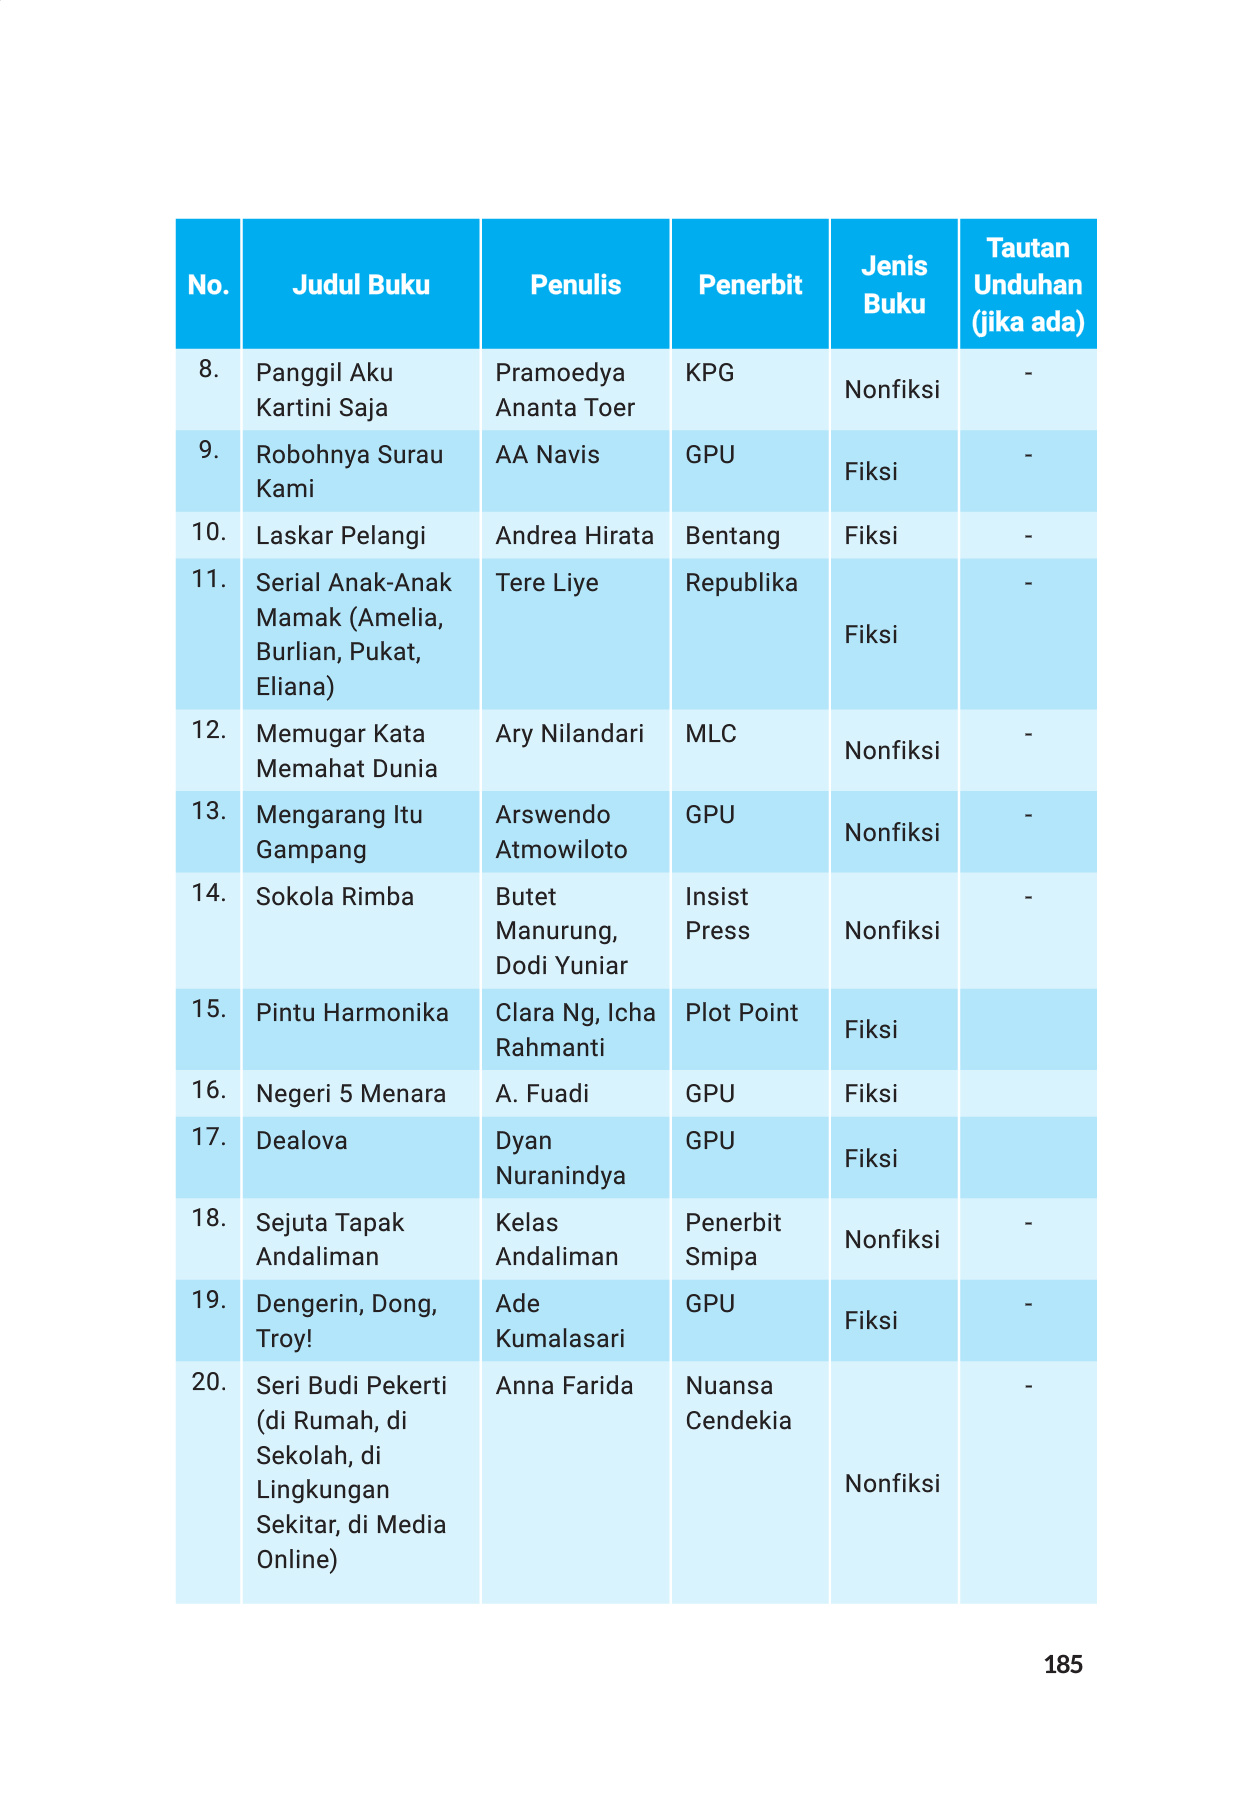 No.
Judul Buku
Penulis
Penerbit
Jenis
Buku
Tautan
Unduhan
(jika ada)
8.
Panggil Aku
Kartini Saja
Pramoedya
Ananta Toer
KPG
Nonfiksi
-
9.
Robohnya Surau
Kami
AA Navis
GPU
Fiksi
-
10.
Laskar Pelangi
Andrea Hirata
Bentang
Fiksi
-
11.
Serial Anak-Anak
Mamak (Amelia,
Burlian, Pukat,
Eliana)
Tere Liye
Republika
Fiksi
-
12.
Memugar Kata
Memahat Dunia
Ary Nilandari
MLC
Nonfiksi
-
13.
Mengarang Itu
Gampang
Arswendo
Atmowiloto
GPU
Nonfiksi
-
14.
Sokola Rimba
Butet
Manurung,
Dodi Yuniar
Insist
Press
Nonfiksi
-
15.
Pintu Harmonika
Clara Ng, Icha
Rahmanti
Plot Point
Fiksi
16.
Negeri 5 Menara
A. Fuadi
GPU
Fiksi
17.
Dealova
Dyan
Nuranindya
GPU
Fiksi
18.
Sejuta Tapak
Andaliman
Kelas
Andaliman
Penerbit
Smipa
Nonfiksi
-
19.
Dengerin, Dong,
Troy!
Ade
Kumalasari
GPU
Fiksi
-
20.
Seri Budi Pekerti
(di Rumah, di
Sekolah, di
Lingkungan
Sekitar, di Media
Online)
Anna Farida
Nuansa
Cendekia
Nonfiksi
-
185